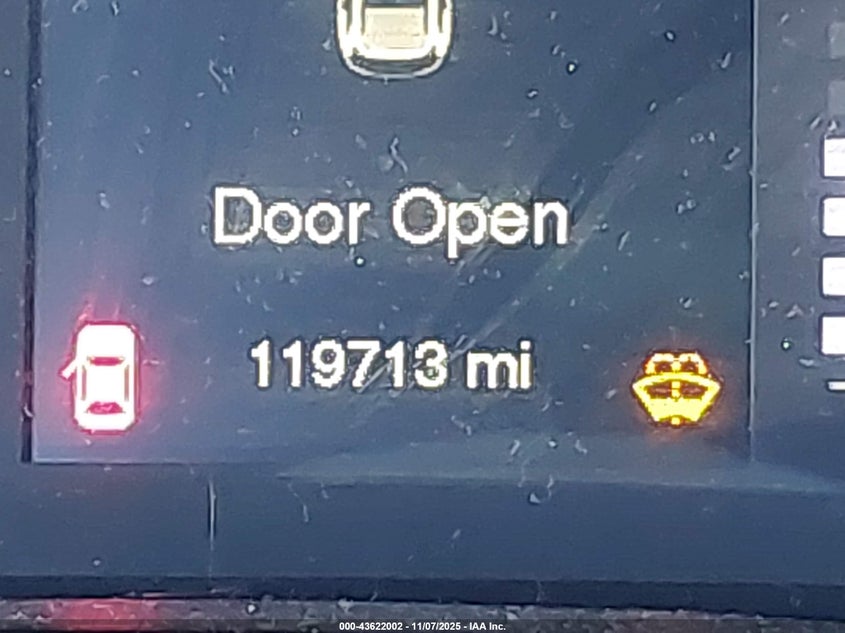 Door Open
119713 mi
000-43622002 - 11/07/2025 - IAA Inc.